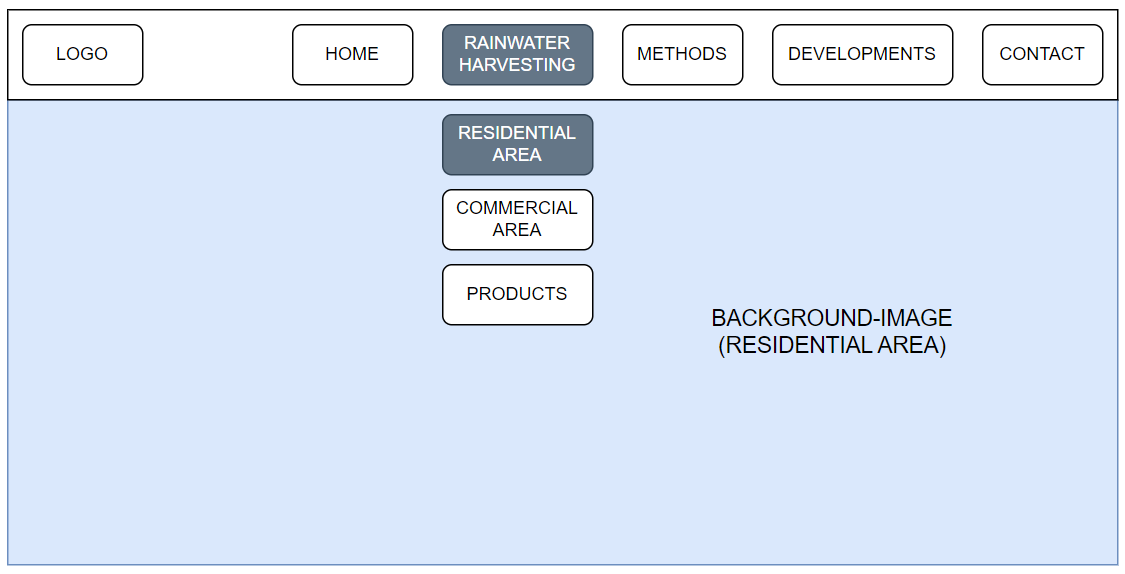 LOGO
HOME
RAINWATER
HARVESTING
METHODS
DEVELOPMENTS
CONTACT
RESIDENTIAL
AREA
COMMERCIAL
AREA
PRODUCTS
BACKGROUND-IMAGE
(RESIDENTIAL AREA)